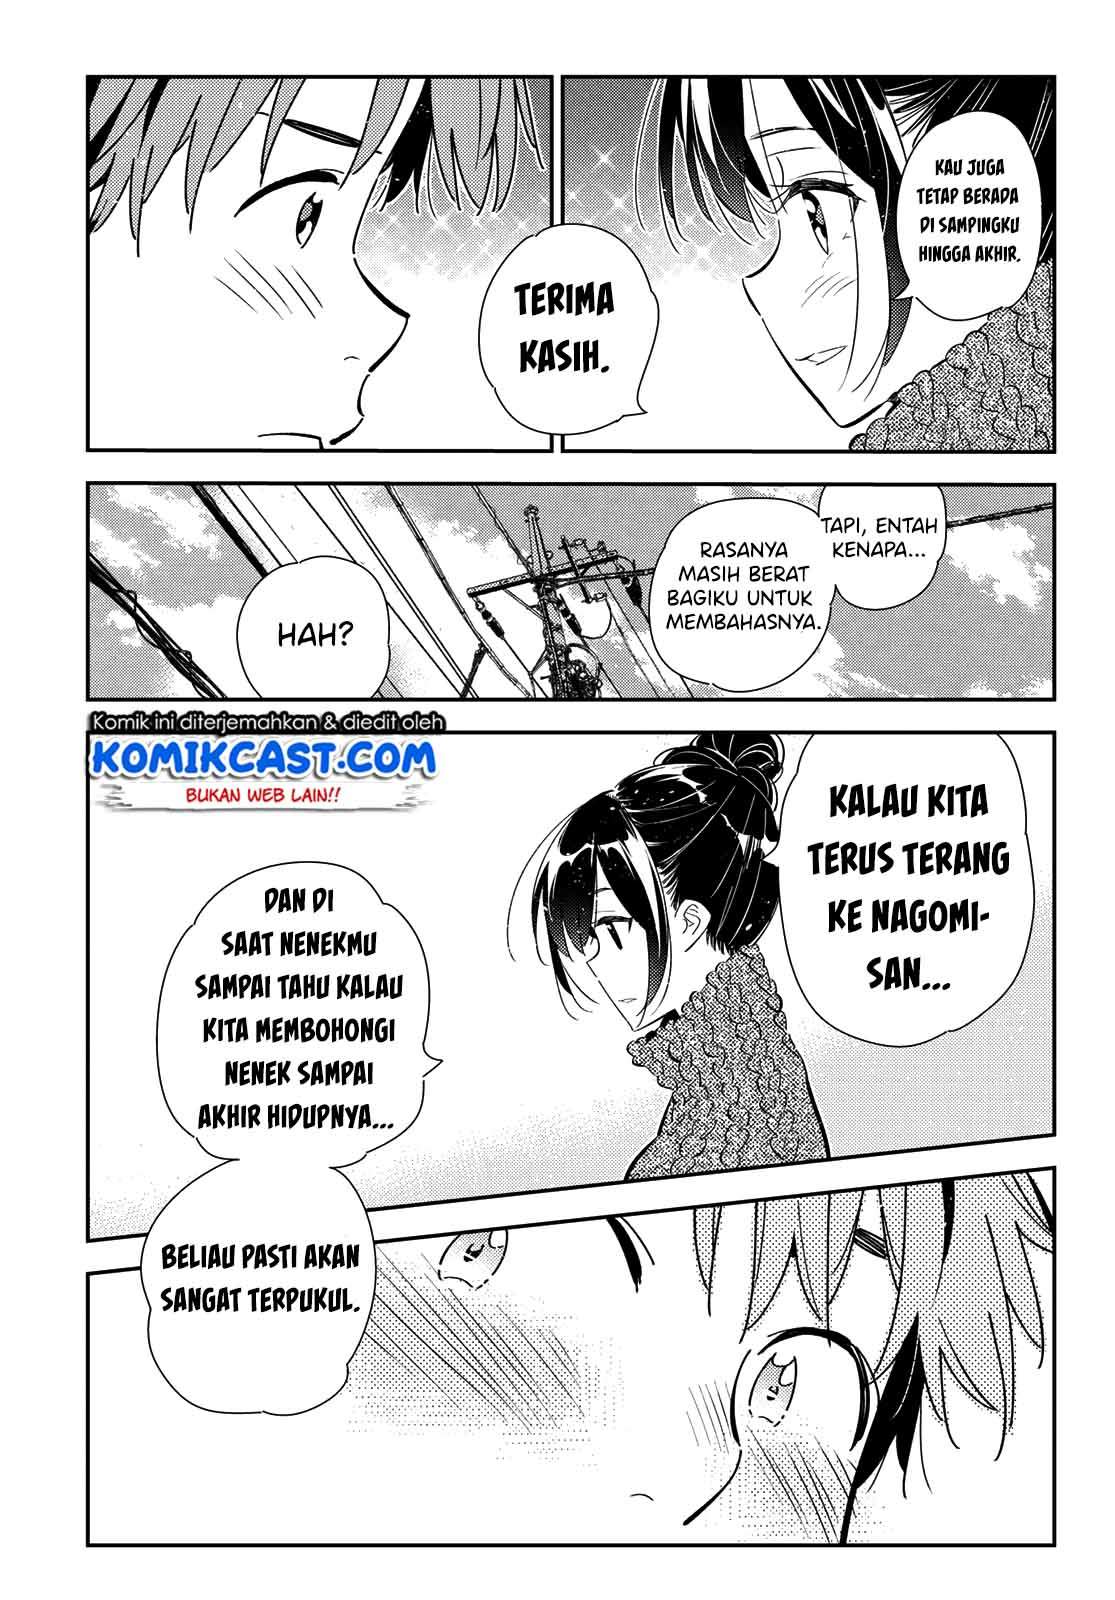 KAU JUGA
TETAP BERADA
DI SAMPINGKU
HINGGA AKHIR.
TERIMA
KASIH.
TAPI, ENTAH
KENAPA...
RASANYA
MASIH BERAT
BAGIKU UNTUK
MEMBAHASNYA.
HAH?
Komik ini diterjemahkan & diedit oleh
KOMIKCAST.COM
BUKAN WEB LAIN!!
KALAU KITA
TERUS TERANG
KE NAGOMI-
SAN...
DAN DI
SAAT NENEKMU
SAMPAI TAHU KALAU
KITA MEMBOHONGI
NENEK SAMPAI
AKHIR HIDUPNYA...
BELIAU PASTI AKAN
SANGAT TERPUKUL.